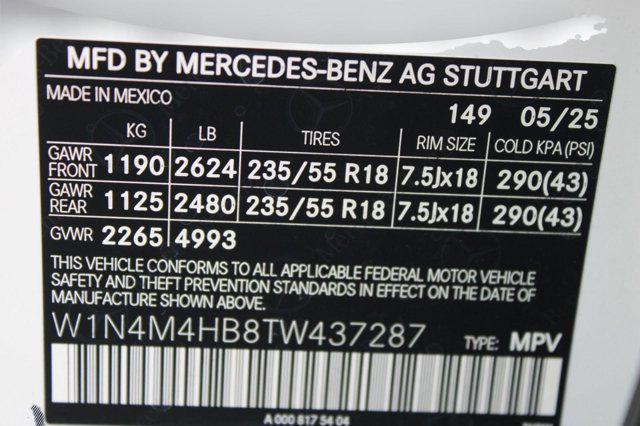 MFD BY MERCEDES-BENZ AG STUTTGART
MADE IN MEXICO
149 05/25
KG LB TIRES RIM SIZE COLD KPA(PSI)
GAWR FRONT 1190 2624 235/55 R18 7.5Jx18 290(43)
GAWR REAR 1125 2480 235/55 R18 7.5Jx18 290(43)
GVWR 2265 4993
THIS VEHICLE CONFORMS TO ALL APPLICABLE FEDERAL MOTOR VEHICLE
SAFETY AND THEFT PREVENTION STANDARDS IN EFFECT ON THE DATE
OF MANUFACTURE SHOWN ABOVE.
W1N4M4HB8TW437287 TYPE: MPV
A 000 817 54 04